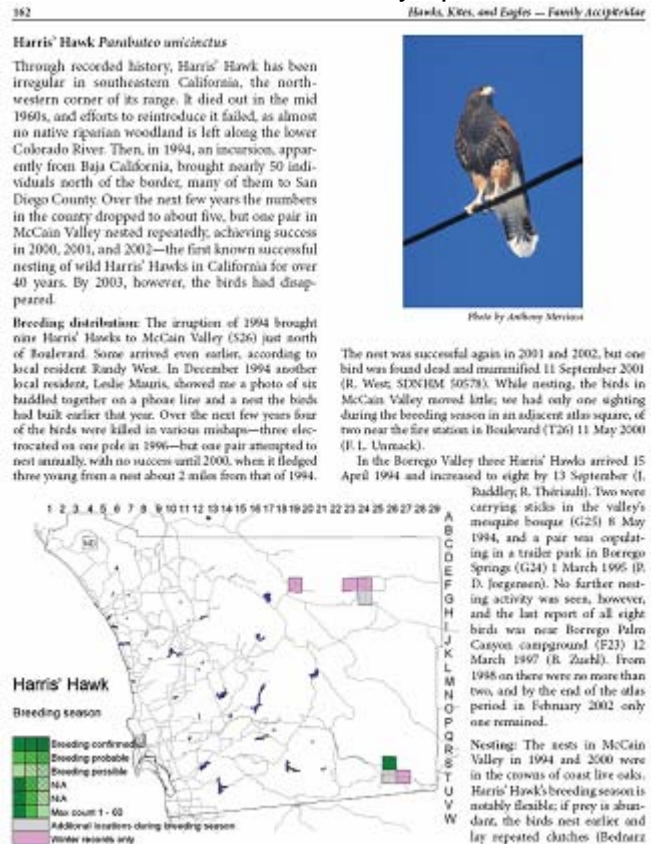 162
Hawks, Kites, and Eagles — Family Accipitridae
Harris' Hawk Parabuteo unicinctus
Through recorded history, Harris' Hawk has been
irregular in southeastern California, the north-
western corner of its range. It died out in the mid
1960s, and efforts to reintroduce it failed, as almost
no native riparian woodland is left along the lower
Colorado River. Then, in 1994, an incursion, appar-
ently from Baja California, brought nearly 50 indi-
viduals north of the border, many of them to San
Diego County. Over the next few years the numbers
in the county dropped to about five, but one pair in
McCain Valley nested repeatedly, achieving success
in 2000, 2001, and 2002—the first known successful
nesting of wild Harris' Hawks in California for over
40 years. By 2003, however, the birds had disap-
peared.
Breeding distribution: The irruption of 1994 brought
nine Harris' Hawks to McCain Valley (S26) just north
of Boulevard. Some arrived even earlier, according to
local resident Randy West. In December 1994 another
local resident, Leslie Mauris, showed me a photo of six
huddled together on a phone line and a nest the birds
had built earlier that year. Over the next few years four
of the birds were killed in various mishaps—three elec-
trocuted on one pole in 1996—but one pair attempted to
nest annually, with no success until 2000, when it fledged
three young from a nest about 2 miles from that of 1994.
Photo by Anthony Mercieca
The nest was successful again in 2001 and 2002, but one
bird was found dead and mummified 11 September 2001
(R. West, SDNHM 50578). While nesting, the birds in
McCain Valley moved little; we had only one sighting
during the breeding season in an adjacent atlas square, of
two near the fire station in Boulevard (T26) 11 May 2000
(F. L. Unmack).
In the Borrego Valley three Harris' Hawks arrived 15
April 1994 and increased to eight by 13 September (J.
Ruddley, R. Thériault). Two were
carrying sticks in the valley's
mesquite bosque (G25) 8 May
1994, and a pair was copulat-
ing in a trailer park in Borrego
Springs (G24) 1 March 1995 (P.
D. Jorgensen). No further nest-
ing activity was seen, however,
and the last report of all eight
birds was near Borrego Palm
Canyon campground (F23) 12
March 1997 (B. Zuehl). From
1998 on there were no more than
two, and by the end of the atlas
period in February 2002 only
one remained.
Nesting: The nests in McCain
Valley in 1994 and 2000 were
in the crowns of coast live oaks.
Harris' Hawk's breeding season is
notably flexible; if prey is abun-
dant, the birds nest earlier and
lay repeated clutches (Bednarz
1 2 3 4 5 6 7 8 9 10 11 12 13 14 15 16 17 18 19 20 21 22 23 24 25 26 27 28 29
A
B
C
D
E
F
G
H
I
J
K
L
M
N
O
P
Q
R
S
T
U
V
W
Harris' Hawk
Breeding season
Breeding confirmed
Breeding probable
Breeding possible
N/A
N/A
Max count 1 - 60
Additional locations during breeding season
Winter records only